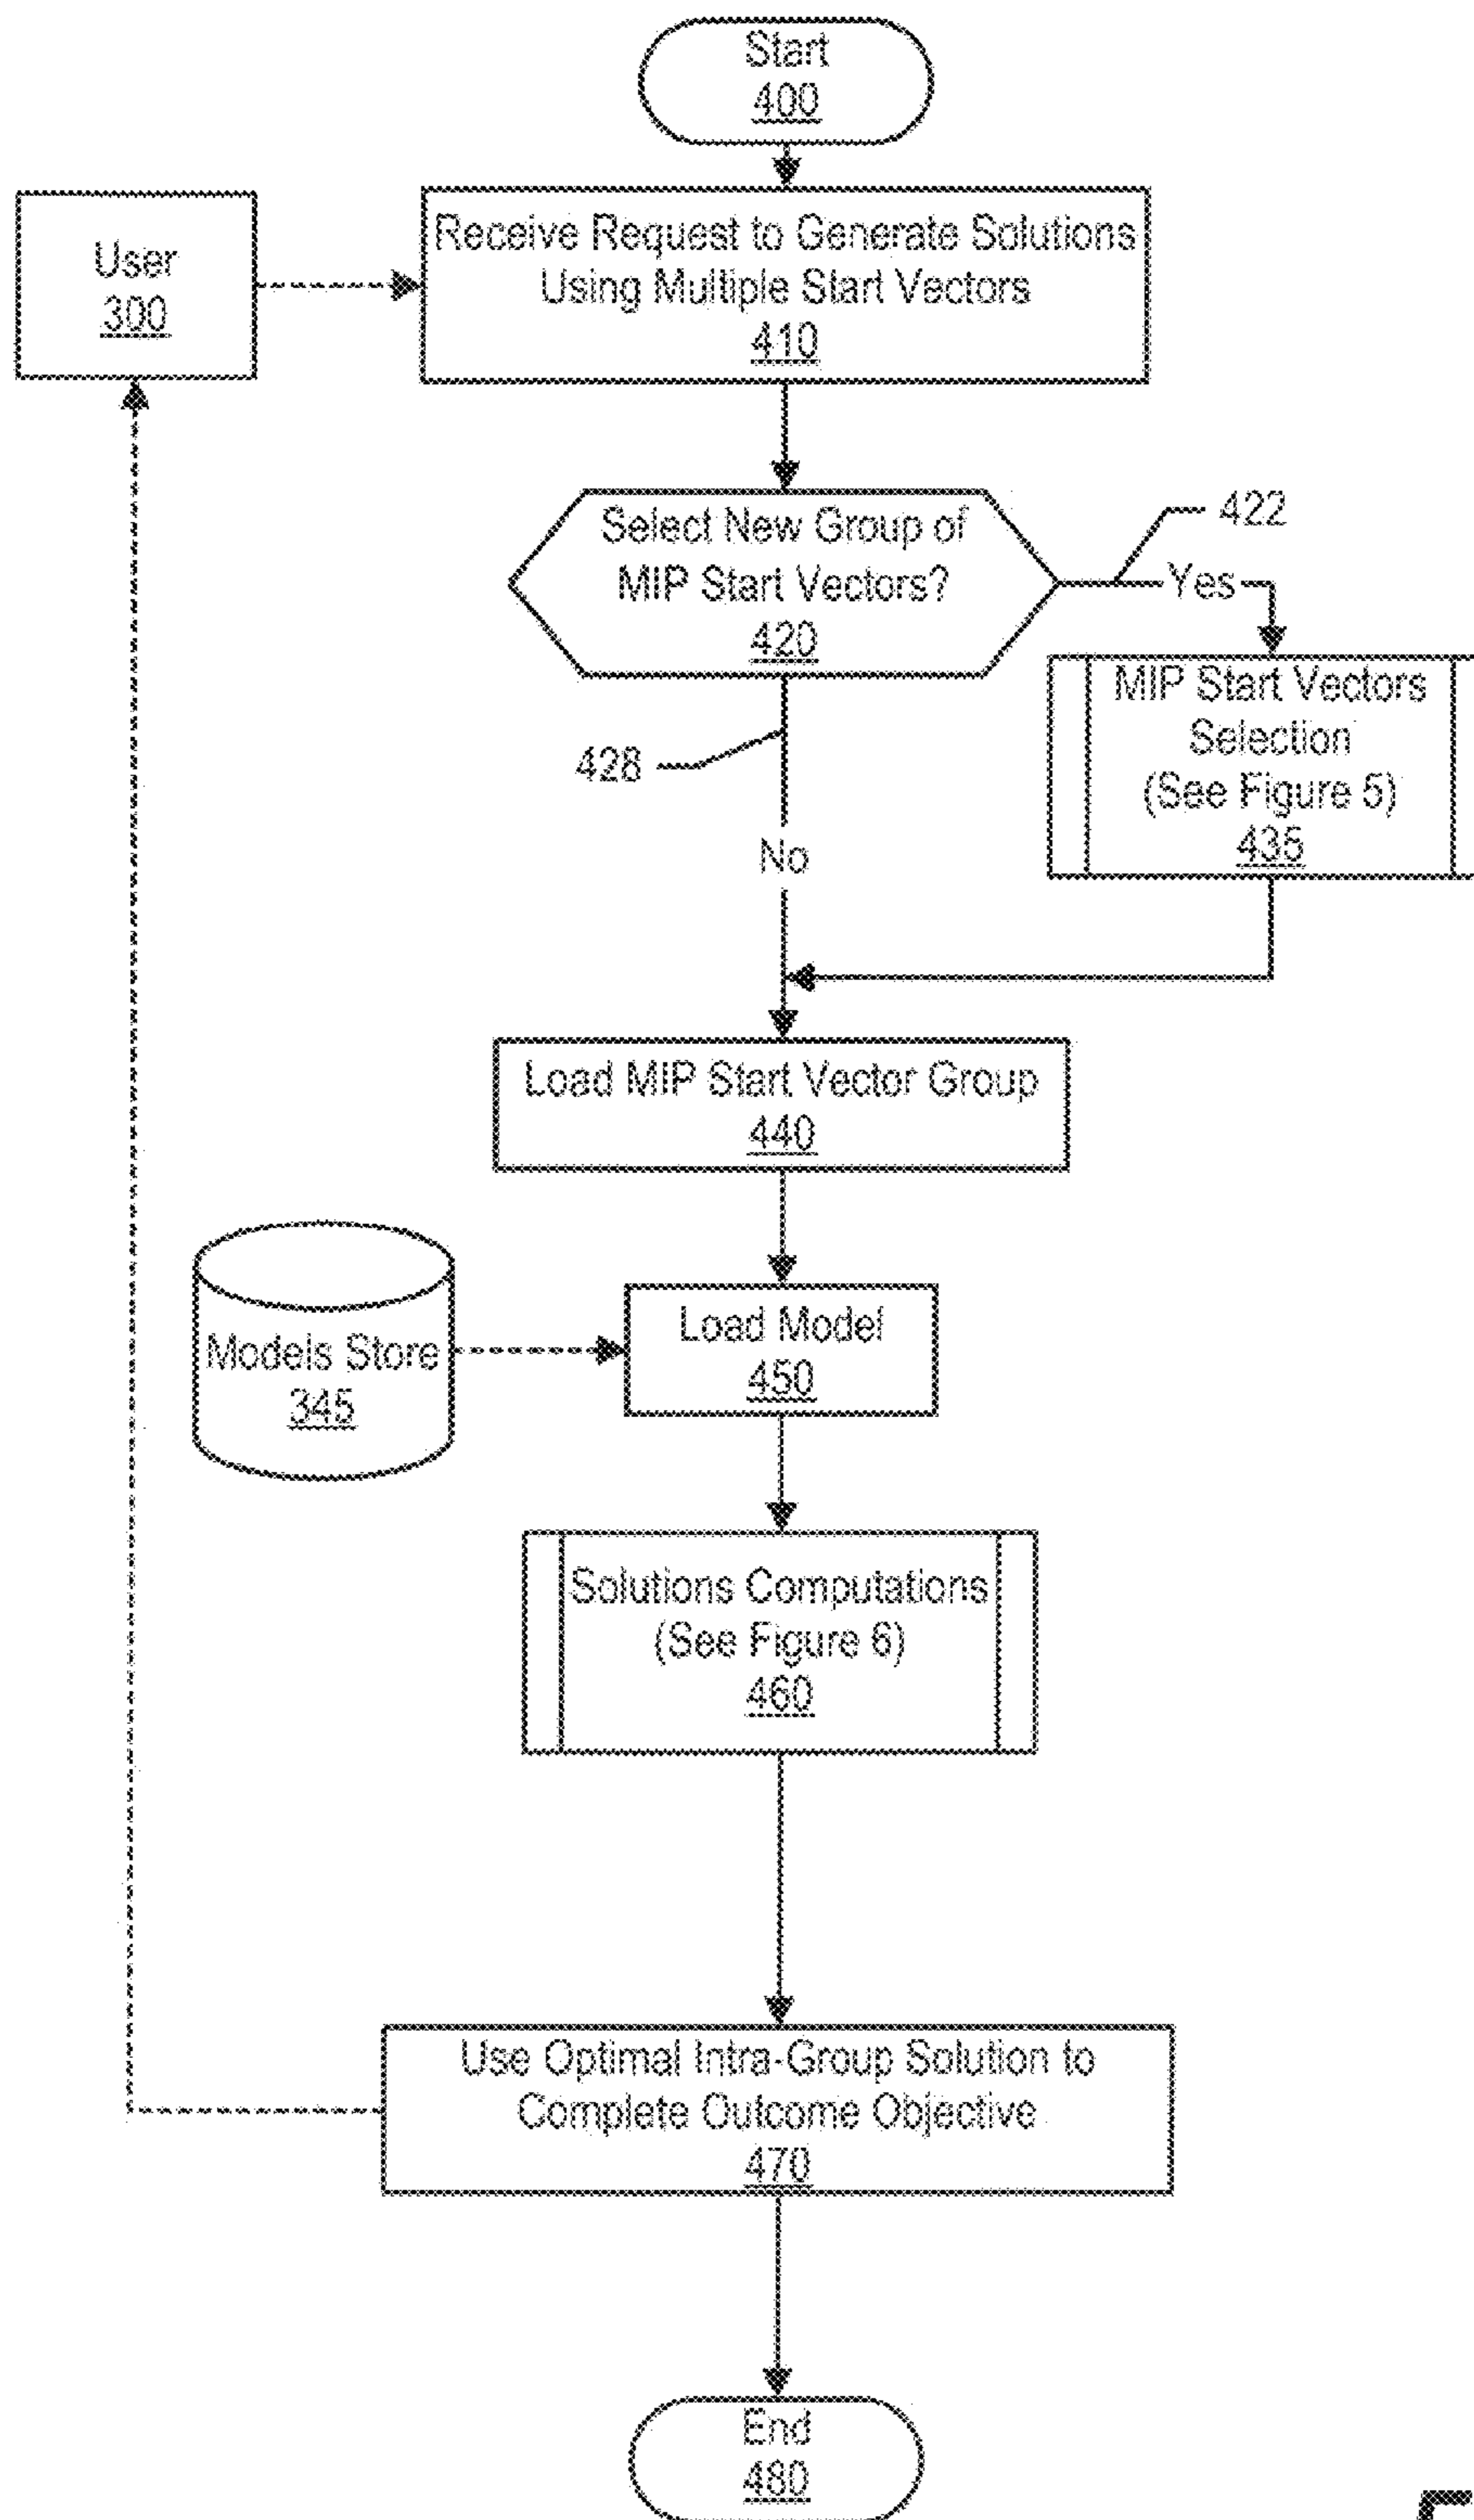 Start
400
User
300
Receive Request to Generate Solutions
Using Multiple Start Vectors
410
Select New Group of
MIP Start Vectors?
420
422
Yes
MIP Start Vectors
Selection
(See Figure 5)
435
428
No
Load MIP Start Vector Group
440
Models Store
345
Load Model
450
Solutions Computations
(See Figure 6)
460
Use Optimal Intra-Group Solution to
Complete Outcome Objective
470
End
480